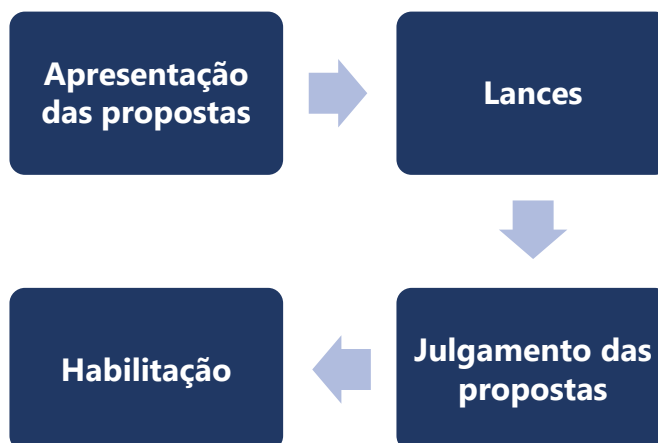 Apresentação
das propostas
Lances
Julgamento das
propostas
Habilitação